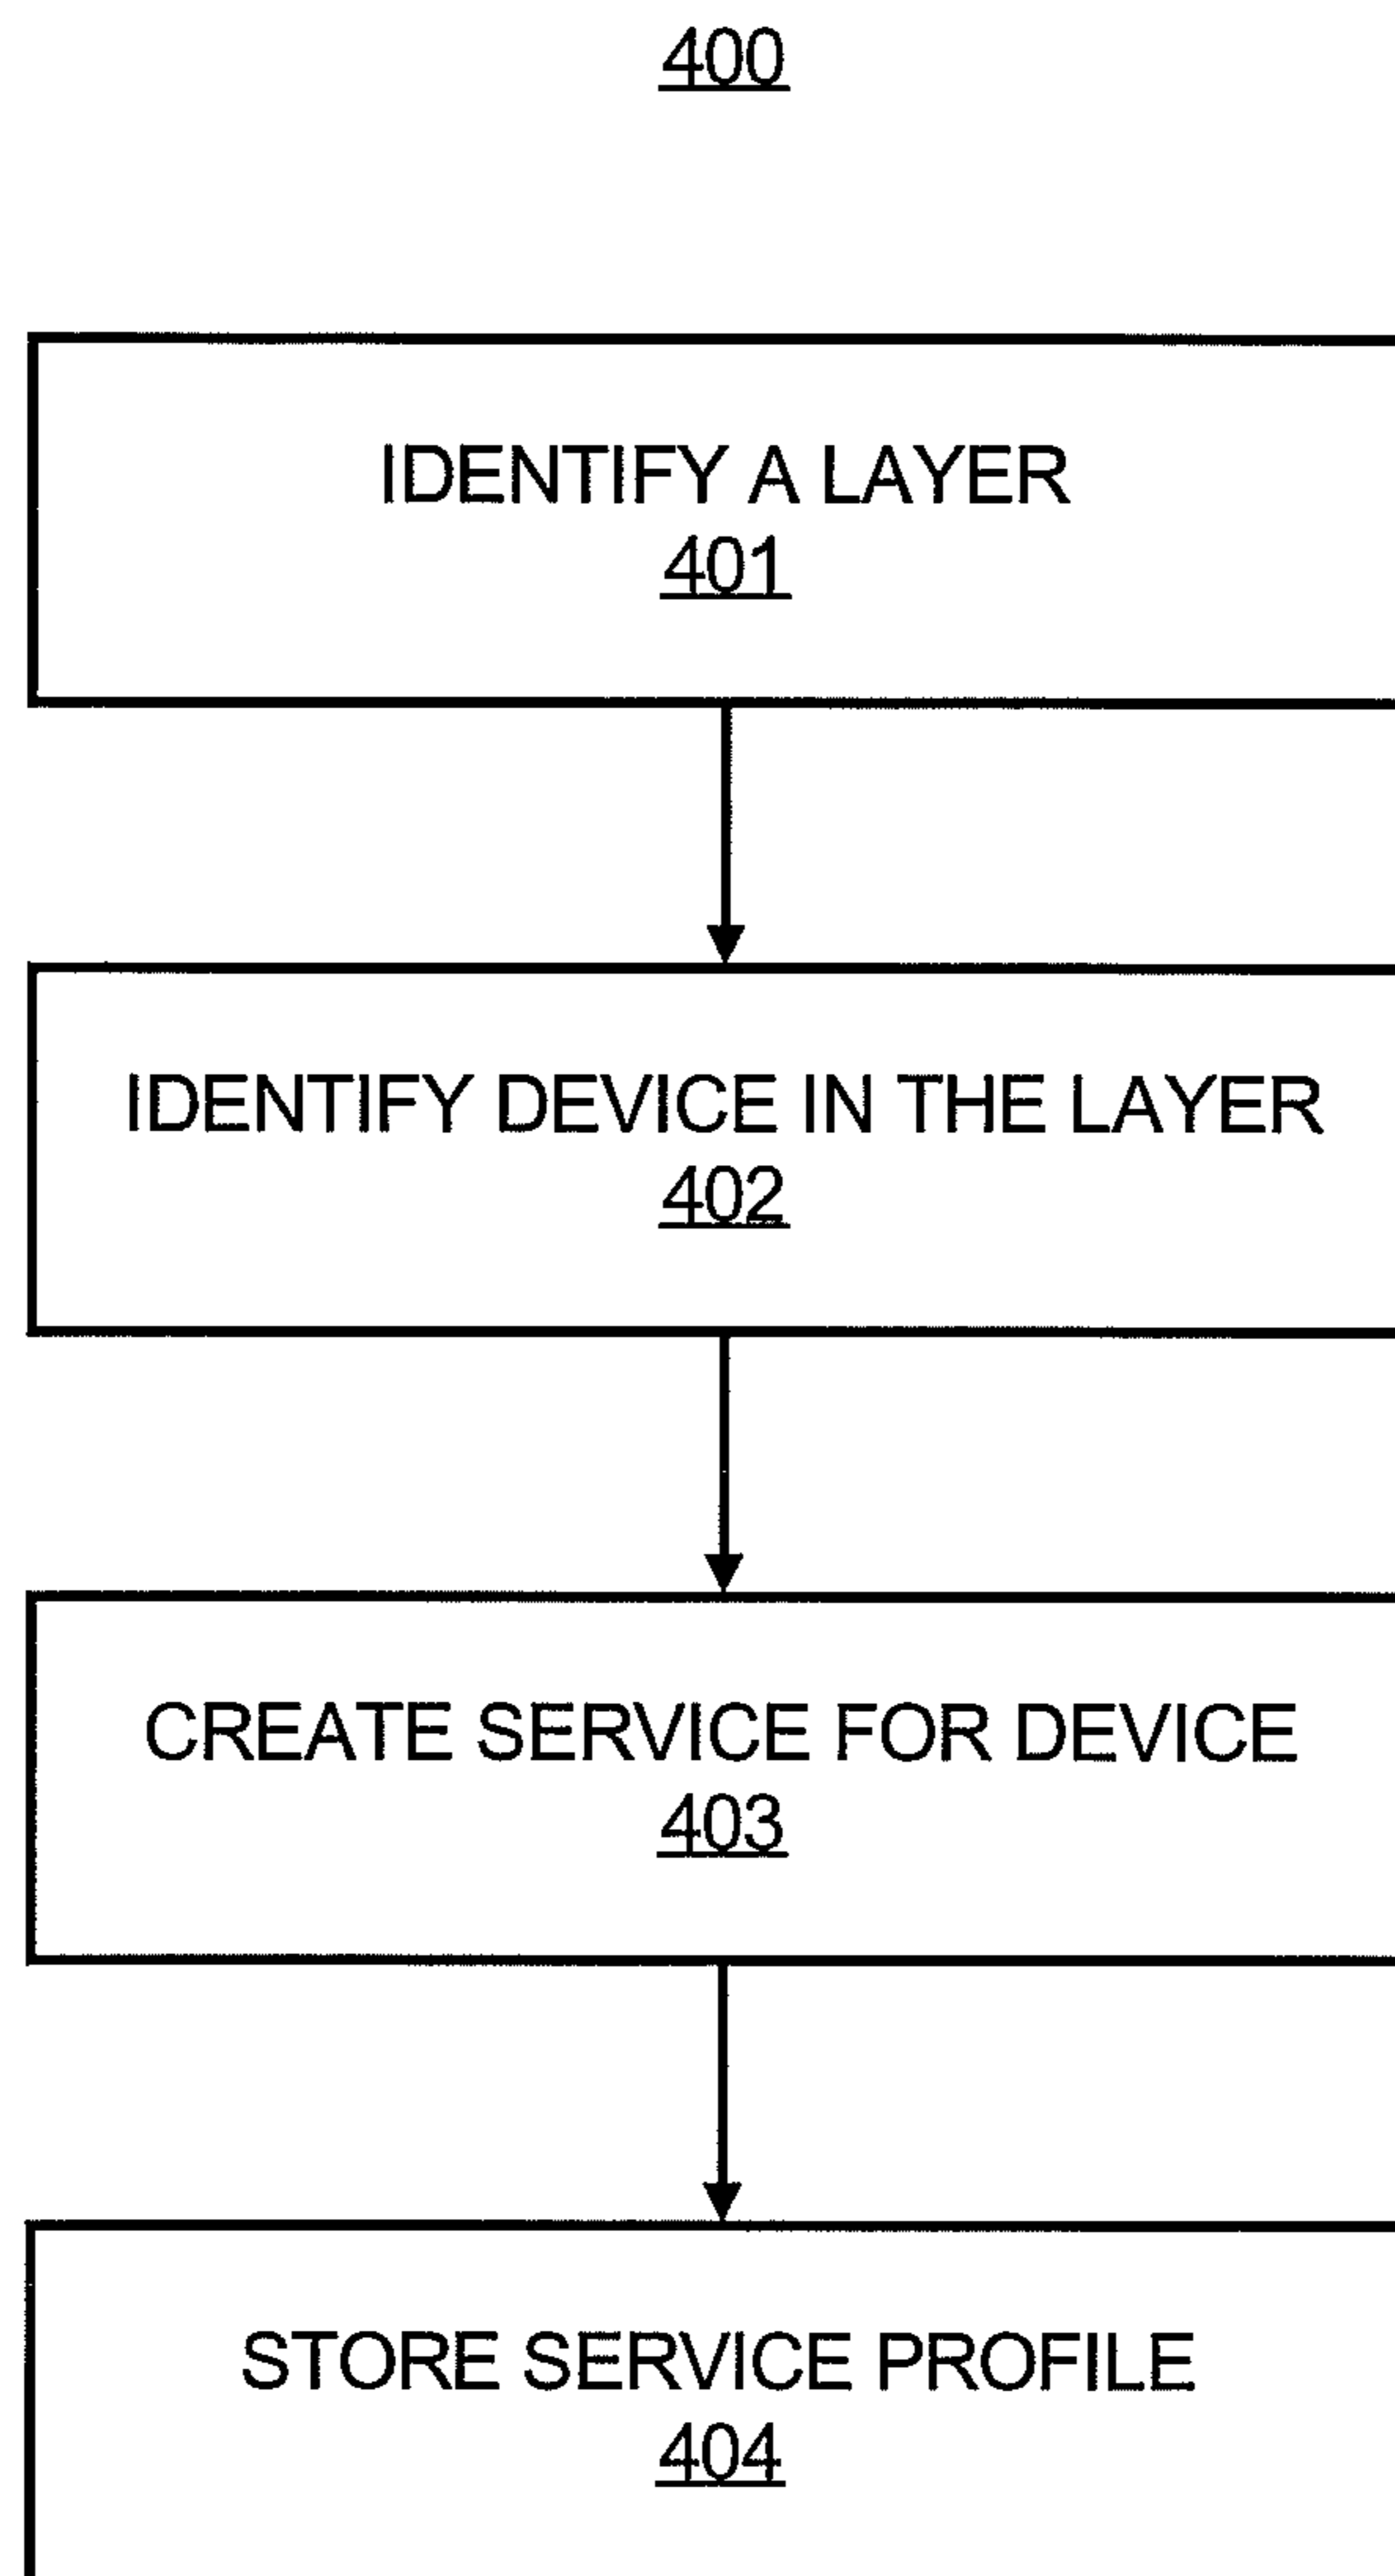 400
IDENTIFY A LAYER
401
IDENTIFY DEVICE IN THE LAYER
402
CREATE SERVICE FOR DEVICE
403
STORE SERVICE PROFILE
404